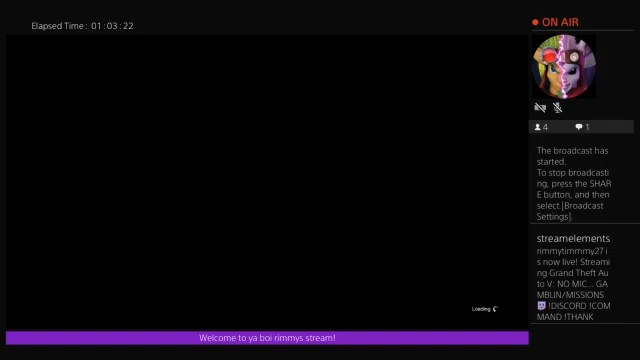 Elapsed Time : 01 : 03 : 22
ON AIR
4
1
The broadcast has
started.
To stop broadcasti
ng, press the SHAR
E button, and then
select [Broadcast
Settings].
streamelements
rimmytimmmy27 i
s now live! Streami
ng Grand Theft Au
to V: NO MIC... GA
MBLIN/MISSIONS
!DISCORD !COM
MAND !THANK
Loading
Welcome to ya boi rimmys stream!